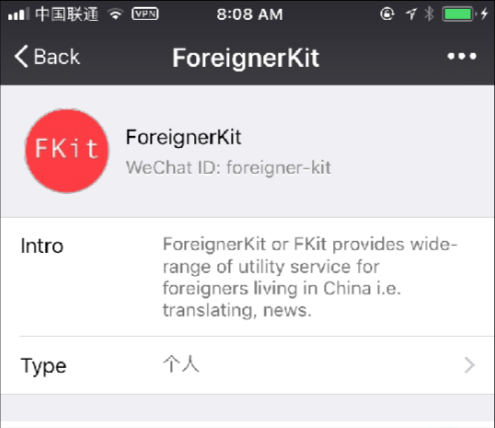 中国联通 VPN 8:08 AM
Back ForeignerKit
FKit
ForeignerKit
WeChat ID: foreigner-kit
Intro ForeignerKit or FKit provides wide-
range of utility service for
foreigners living in China i.e.
translating, news.
Type 个人